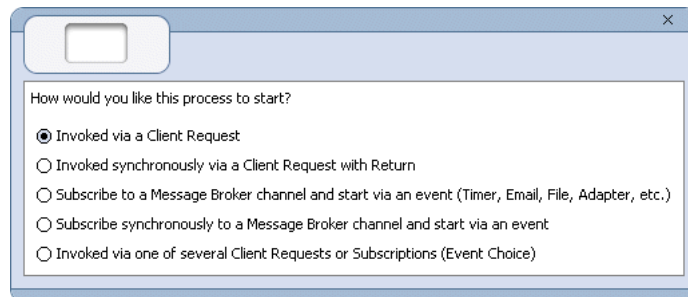 How would you like this process to start?
Invoked via a Client Request
Invoked synchronously via a Client Request with Return
Subscribe to a Message Broker channel and start via an event (Timer, Email, File, Adapter, etc.)
Subscribe synchronously to a Message Broker channel and start via an event
Invoked via one of several Client Requests or Subscriptions (Event Choice)